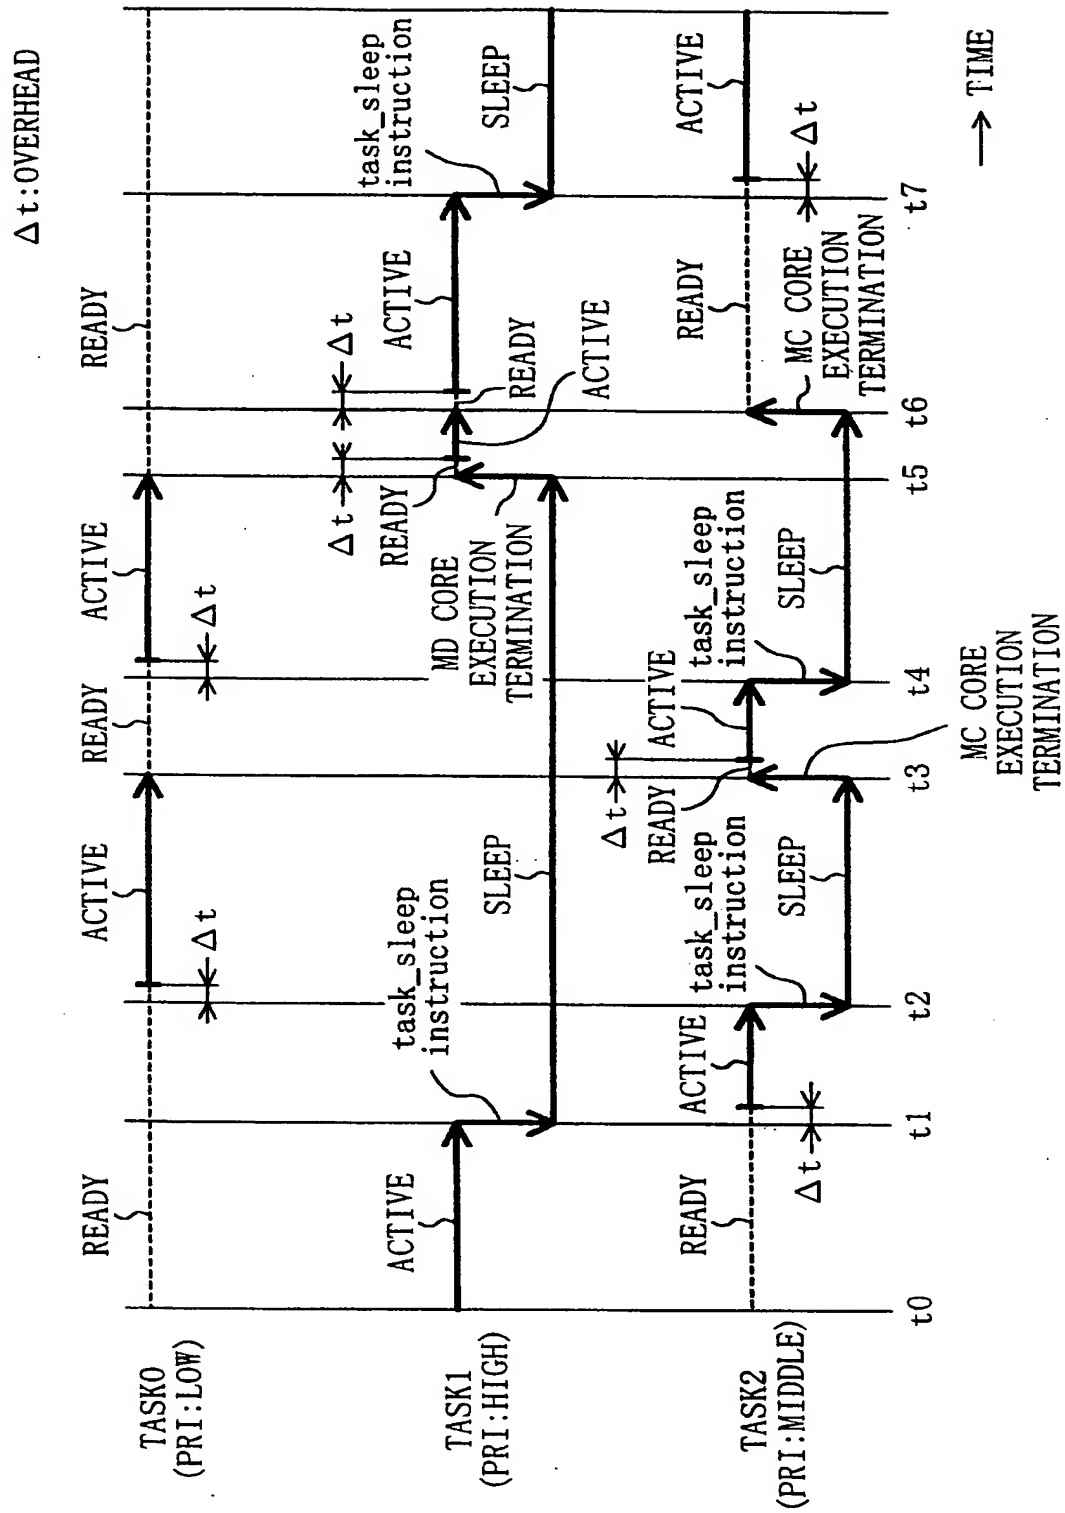 Δt:OVERHEAD
TASK0
(PRI:LOW)
READY
ACTIVE
Δt
READY
ACTIVE
Δt
READY
TASK1
(PRI:HIGH)
ACTIVE
task_sleep
instruction
SLEEP
MD CORE
EXECUTION
TERMINATION
READY
Δt
ACTIVE
READY
Δt
ACTIVE
task_sleep
instruction
SLEEP
TASK2
(PRI:MIDDLE)
READY
Δt
ACTIVE
task_sleep
instruction
SLEEP
MC CORE
EXECUTION
TERMINATION
READY
Δt
ACTIVE
task_sleep
instruction
SLEEP
MC CORE
EXECUTION
TERMINATION
READY
Δt
ACTIVE
t0
t1
t2
t3
t4
t5
t6
t7
→ TIME